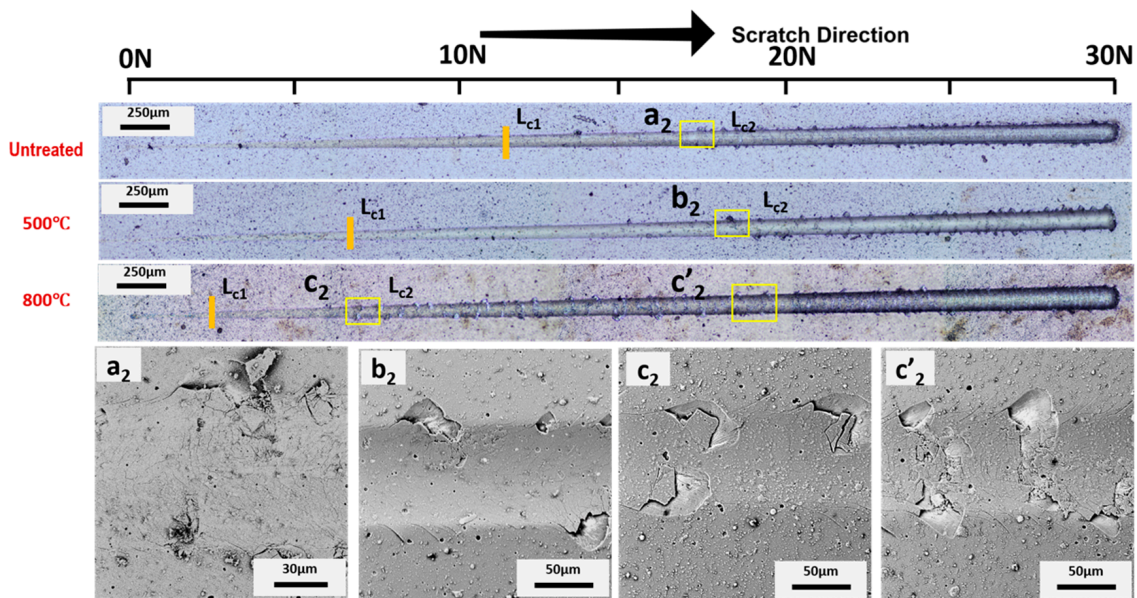 Scratch Direction
0N 10N 20N 30N
250μm
Untreated
Lc1
a2
Lc2
250μm
500℃
Lc1
b2
Lc2
250μm
800℃
Lc1
c2
Lc2
c'2
a2
30μm
b2
50μm
c2
50μm
c'2
50μm